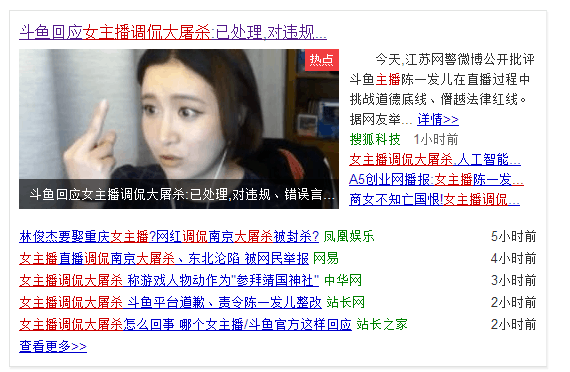 斗鱼回应女主播调侃大屠杀:已处理,对违规...
热点
斗鱼回应女主播调侃大屠杀:已处理,对违规、错误言...
今天,江苏网警微博公开批评
斗鱼主播陈一发儿在直播过程中
挑战道德底线、僭越法律红线。
据网友举... 详情>>
搜狐科技 1小时前
女主播调侃大屠杀,人工智能...
A5创业网播报:女主播陈一发...
商女不知亡国恨!女主播调侃...
林俊杰要娶重庆女主播?网红调侃南京大屠杀被封杀? 凤凰娱乐 5小时前
女主播直播调侃南京大屠杀、东北沦陷 被网民举报 网易 4小时前
女主播调侃大屠杀 称游戏人物动作为"参拜靖国神社" 中华网 3小时前
女主播调侃大屠杀 斗鱼平台道歉、责令陈一发儿整改 站长网 2小时前
女主播调侃大屠杀怎么回事 哪个女主播/斗鱼官方这样回应 站长之家 2小时前
查看更多>>